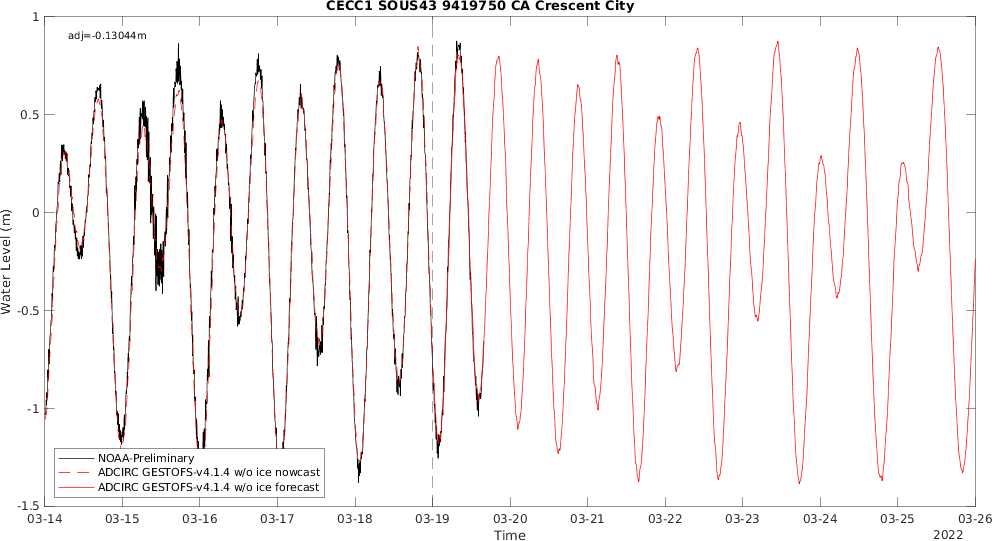 CECC1 SOUS43 9419750 CA Crescent City
adj=-0.13044m
1
0.5
0
-0.5
-1
-1.5
Water Level (m)
NOAA-Preliminary
ADCIRC GESTOFS-v4.1.4 w/o ice nowcast
ADCIRC GESTOFS-v4.1.4 w/o ice forecast
03-14 03-15 03-16 03-17 03-18 03-19 03-20 03-21 03-22 03-23 03-24 03-25 03-26
Time
2022